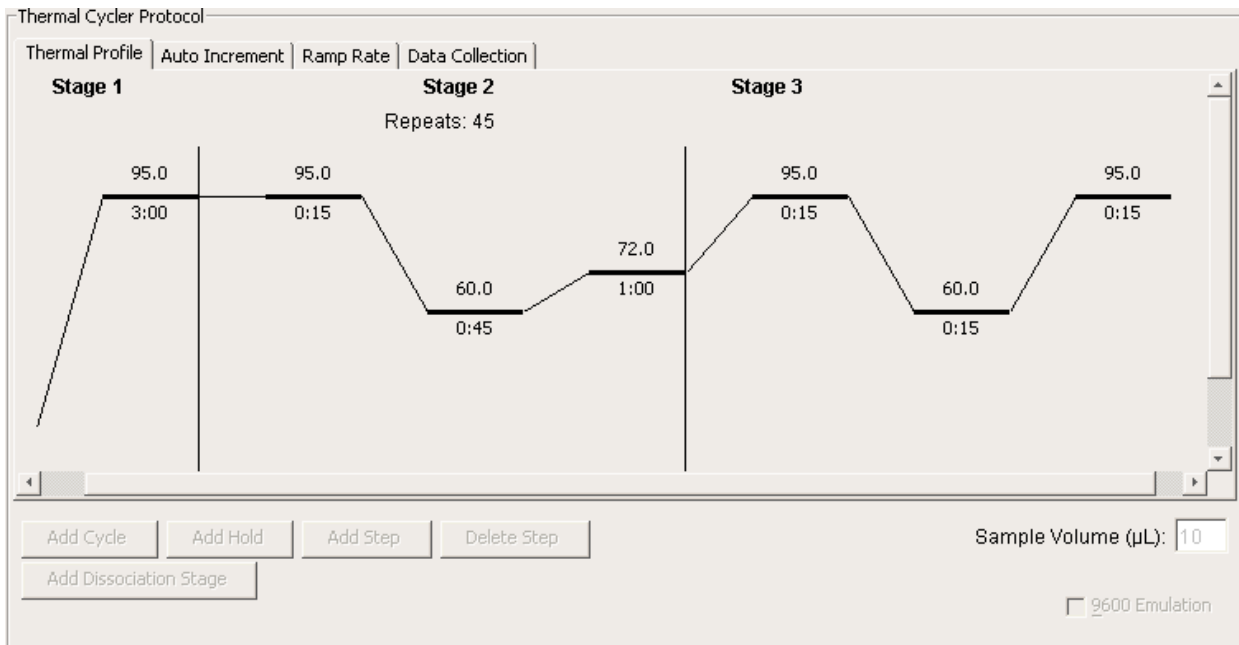 Thermal Cycler Protocol
Thermal Profile Auto Increment Ramp Rate Data Collection
Stage 1 Stage 2 Stage 3
Repeats: 45
95.0 95.0 95.0 95.0
3:00 0:15 0:15 0:15
72.0
60.0 1:00 60.0
0:45 0:15
Add Cycle Add Hold Add Step Delete Step Sample Volume (µL): 10
Add Dissociation Stage
9600 Emulation